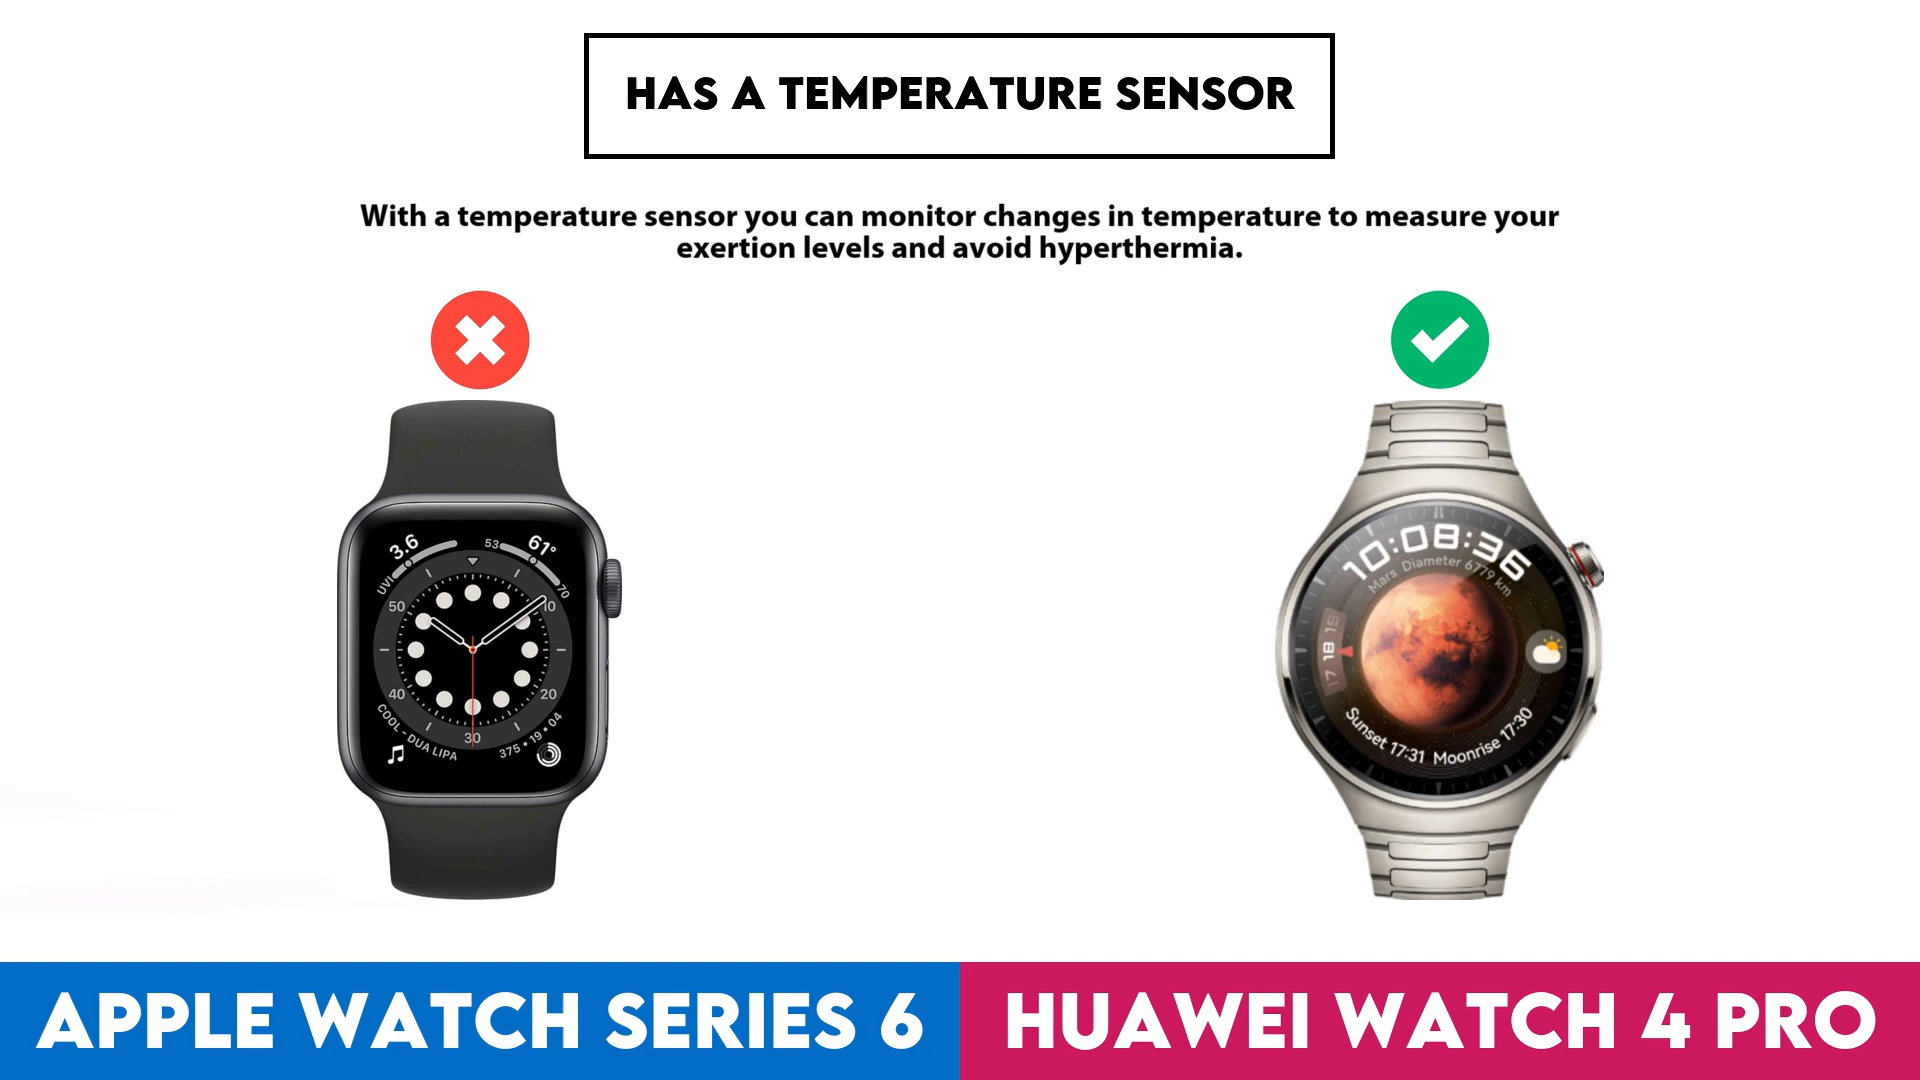 HAS A TEMPERATURE SENSOR
With a temperature sensor you can monitor changes in temperature to measure your
exertion levels and avoid hyperthermia.
3.6
UVI
53
61°
70
50
10
40
20
30
COOL - DUA LIPA
375 • 19 • 04
10:08:36
Mars Diameter 6779 km
17 18 19
Sunset 17:31 Moonrise 17:30
APPLE WATCH SERIES 6
HUAWEI WATCH 4 PRO